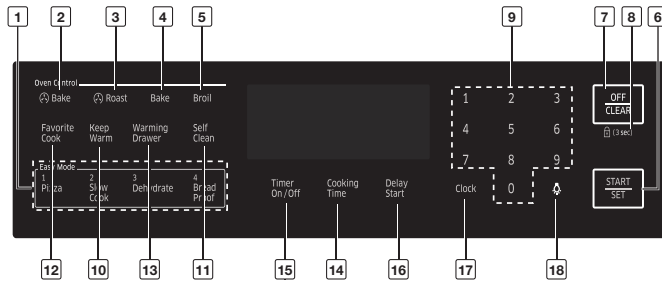 1 2 3 4 5 9 7 8 6
Oven Control
Bake Roast Bake Broil
1 2 3
OFF
CLEAR
(3 sec)
Favorite Keep Warming Self
Cook Warm Drawer Clean
4 5 6
Easy Mode
7 8 9
1 2 3 4
Pizza Slow Dehydrate Bread
Cook Proof
Timer Cooking Delay
On/Off Time Start
Clock 0
START
SET
12 10 13 11 15 14 16 17 18